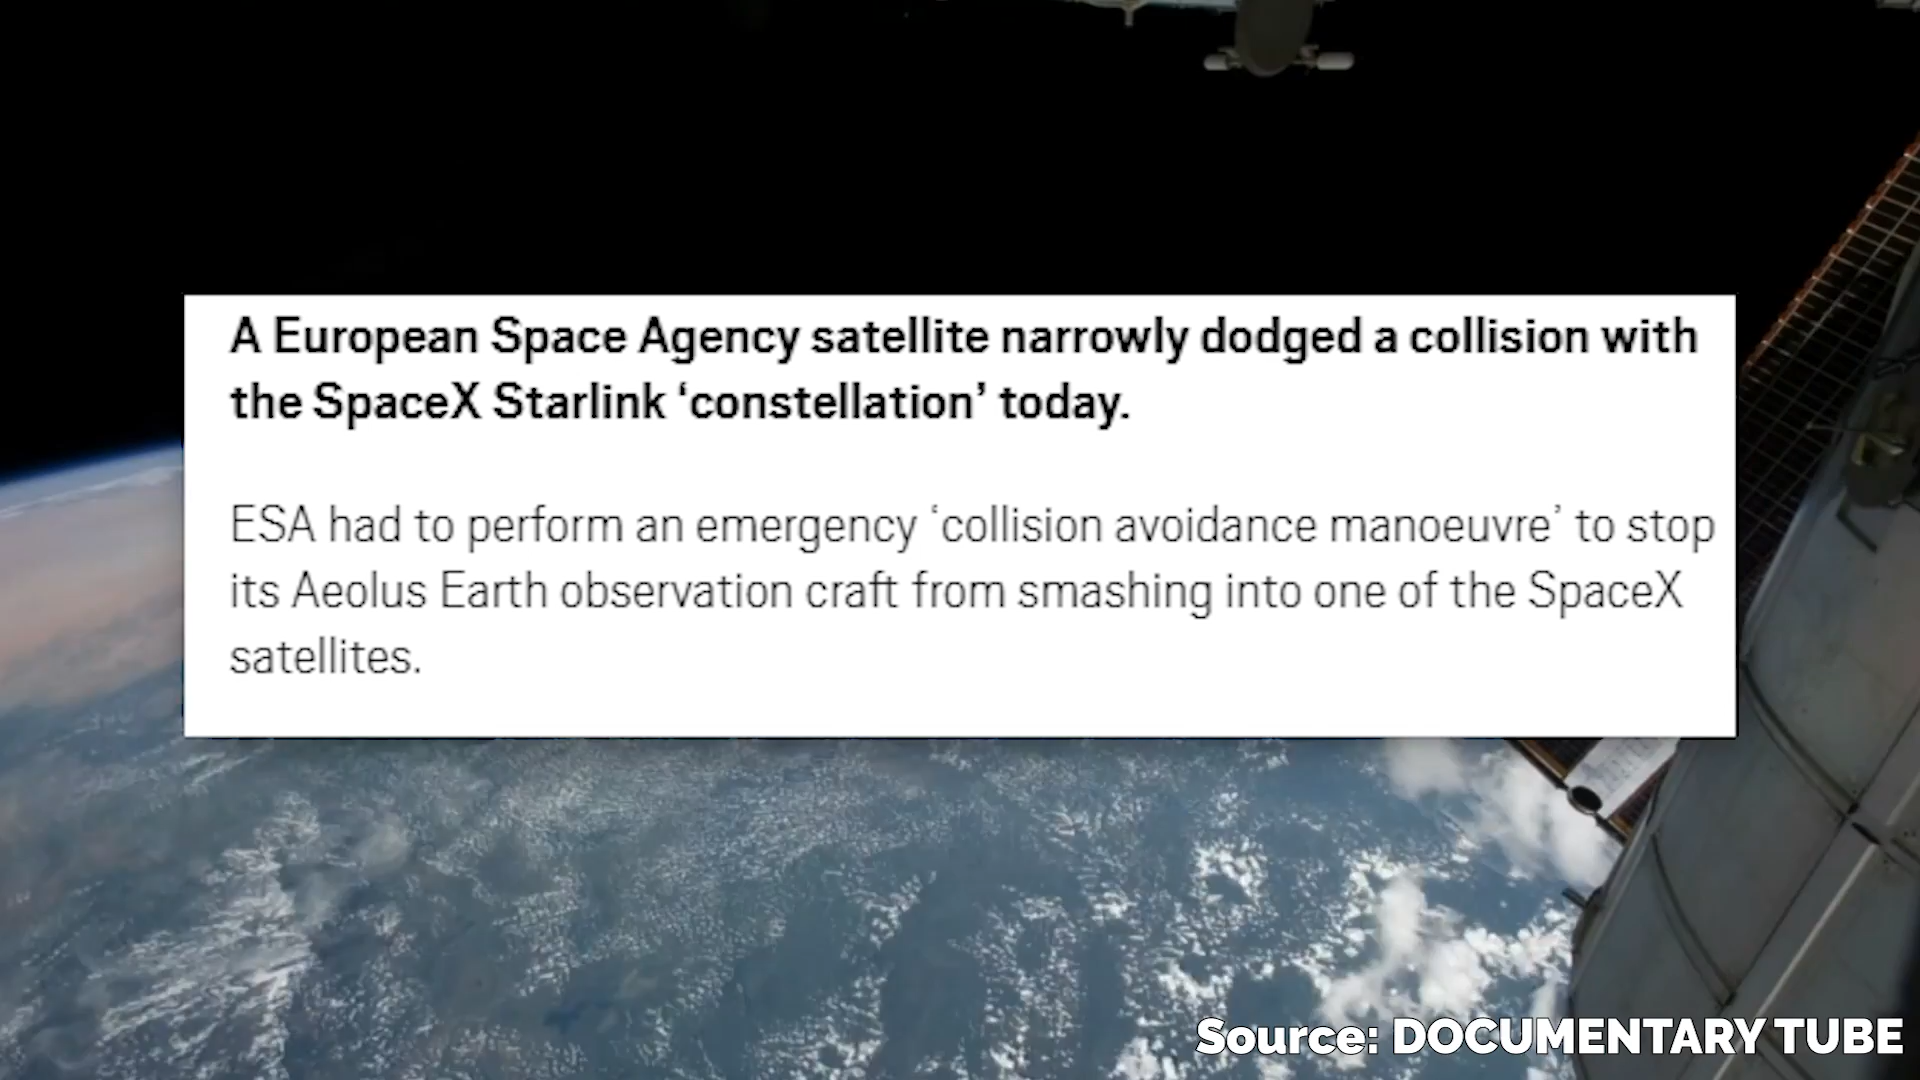 A European Space Agency satellite narrowly dodged a collision with
the SpaceX Starlink ‘constellation’ today.
ESA had to perform an emergency ‘collision avoidance manoeuvre’ to stop
its Aeolus Earth observation craft from smashing into one of the SpaceX
satellites.
Source: DOCUMENTARY TUBE